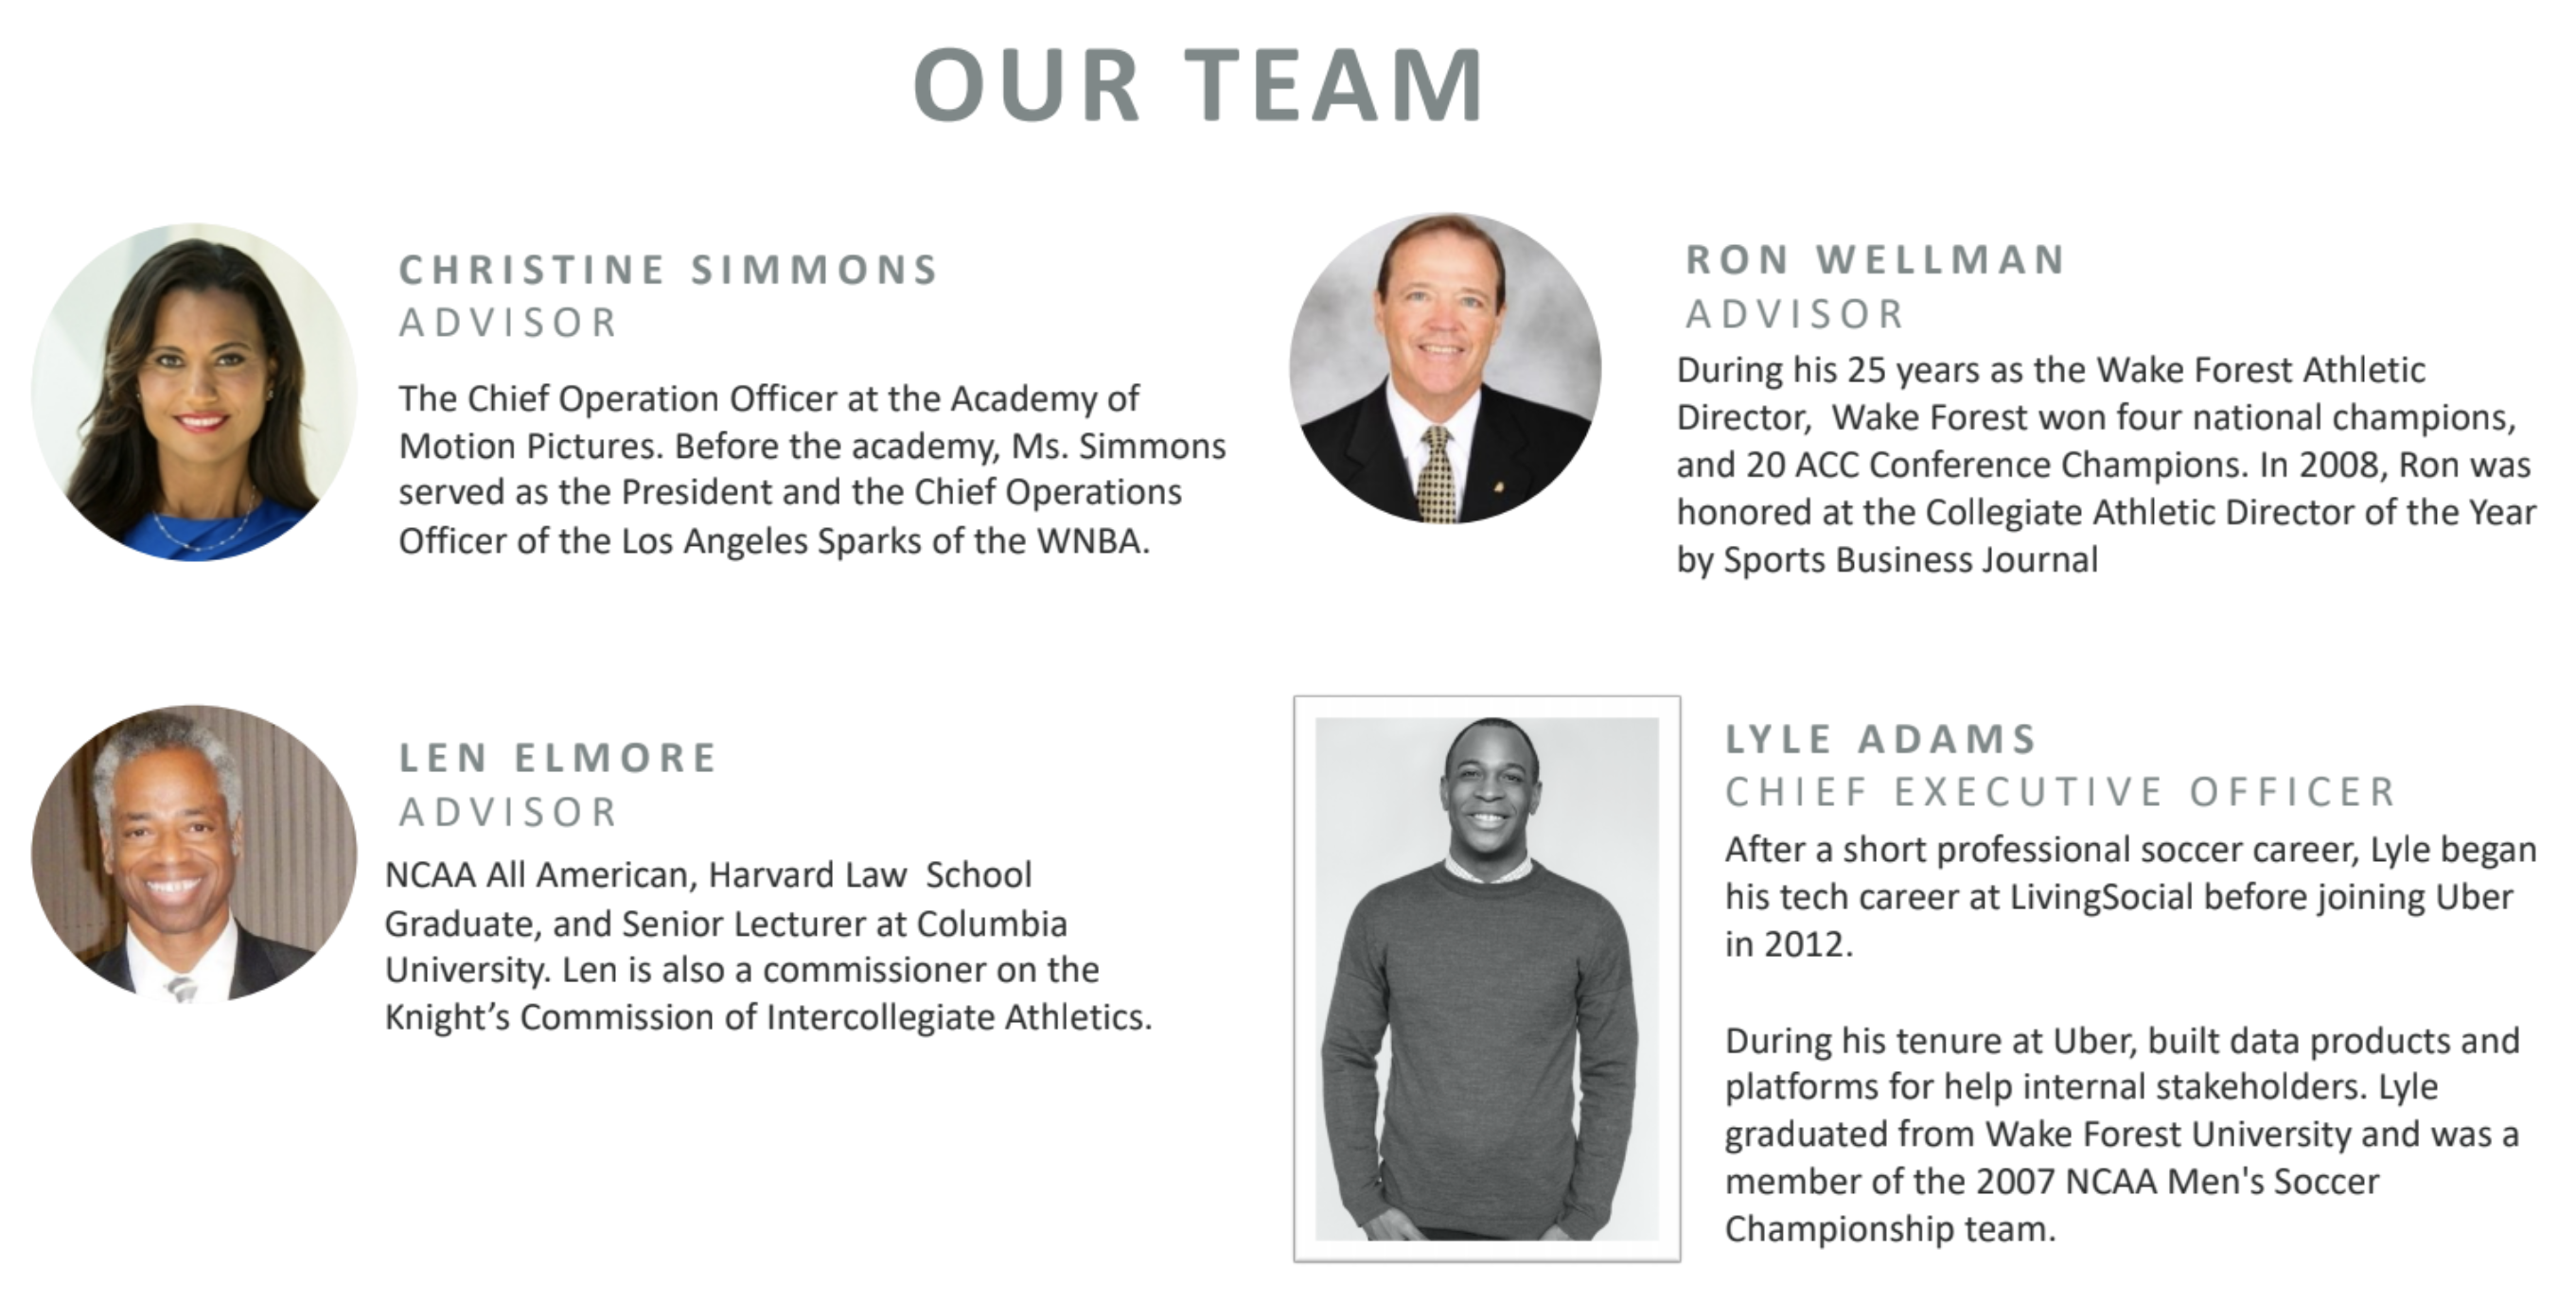 OUR TEAM
CHRISTINE SIMMONS
ADVISOR
The Chief Operation Officer at the Academy of
Motion Pictures. Before the academy, Ms. Simmons
served as the President and the Chief Operations
Officer of the Los Angeles Sparks of the WNBA.
RON WELLMAN
ADVISOR
During his 25 years as the Wake Forest Athletic
Director, Wake Forest won four national champions,
and 20 ACC Conference Champions. In 2008, Ron was
honored at the Collegiate Athletic Director of the Year
by Sports Business Journal
LEN ELMORE
ADVISOR
NCAA All American, Harvard Law School
Graduate, and Senior Lecturer at Columbia
University. Len is also a commissioner on the
Knight’s Commission of Intercollegiate Athletics.
LYLE ADAMS
CHIEF EXECUTIVE OFFICER
After a short professional soccer career, Lyle began
his tech career at LivingSocial before joining Uber
in 2012.
During his tenure at Uber, built data products and
platforms for help internal stakeholders. Lyle
graduated from Wake Forest University and was a
member of the 2007 NCAA Men's Soccer
Championship team.